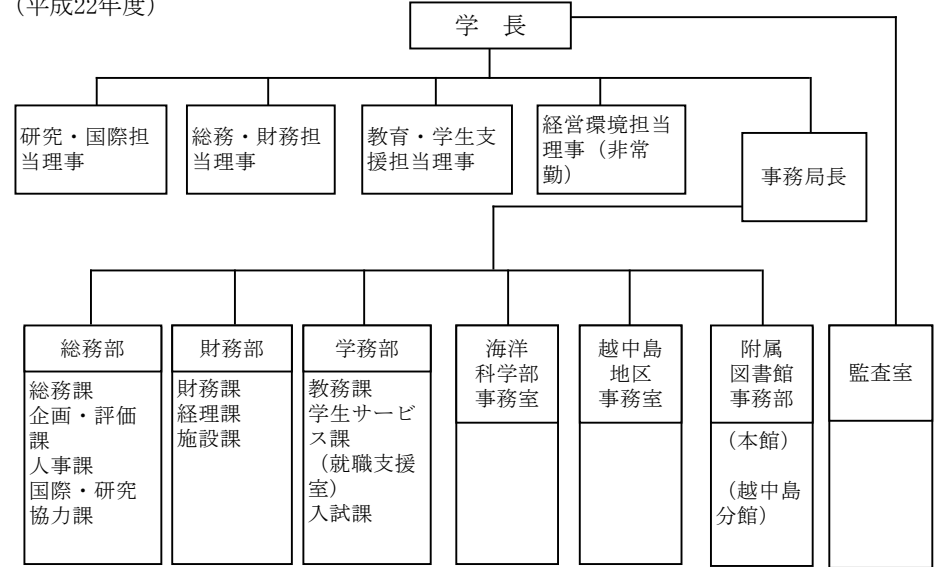 （平成22年度）
学　長
研究・国際担
当理事
総務・財務担
当理事
教育・学生支
援担当理事
経営環境担当
理事（非常
勤）
事務局長
総務部
総務課
企画・評価
課
人事課
国際・研究
協力課
財務部
財務課
経理課
施設課
学務部
教務課
学生サービ
ス課
（就職支援
室）
入試課
海洋
科学部
事務室
越中島
地区
事務室
附属
図書館
事務部
（本館）
（越中島
分館）
監査室